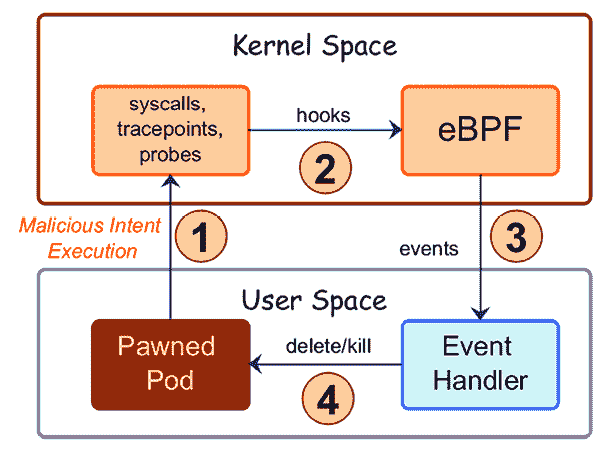 Kernel Space
syscalls,
tracepoints,
probes
hooks
eBPF
2
Malicious Intent
Execution
1
events
3
User Space
Pawned
Pod
delete/kill
4
Event
Handler